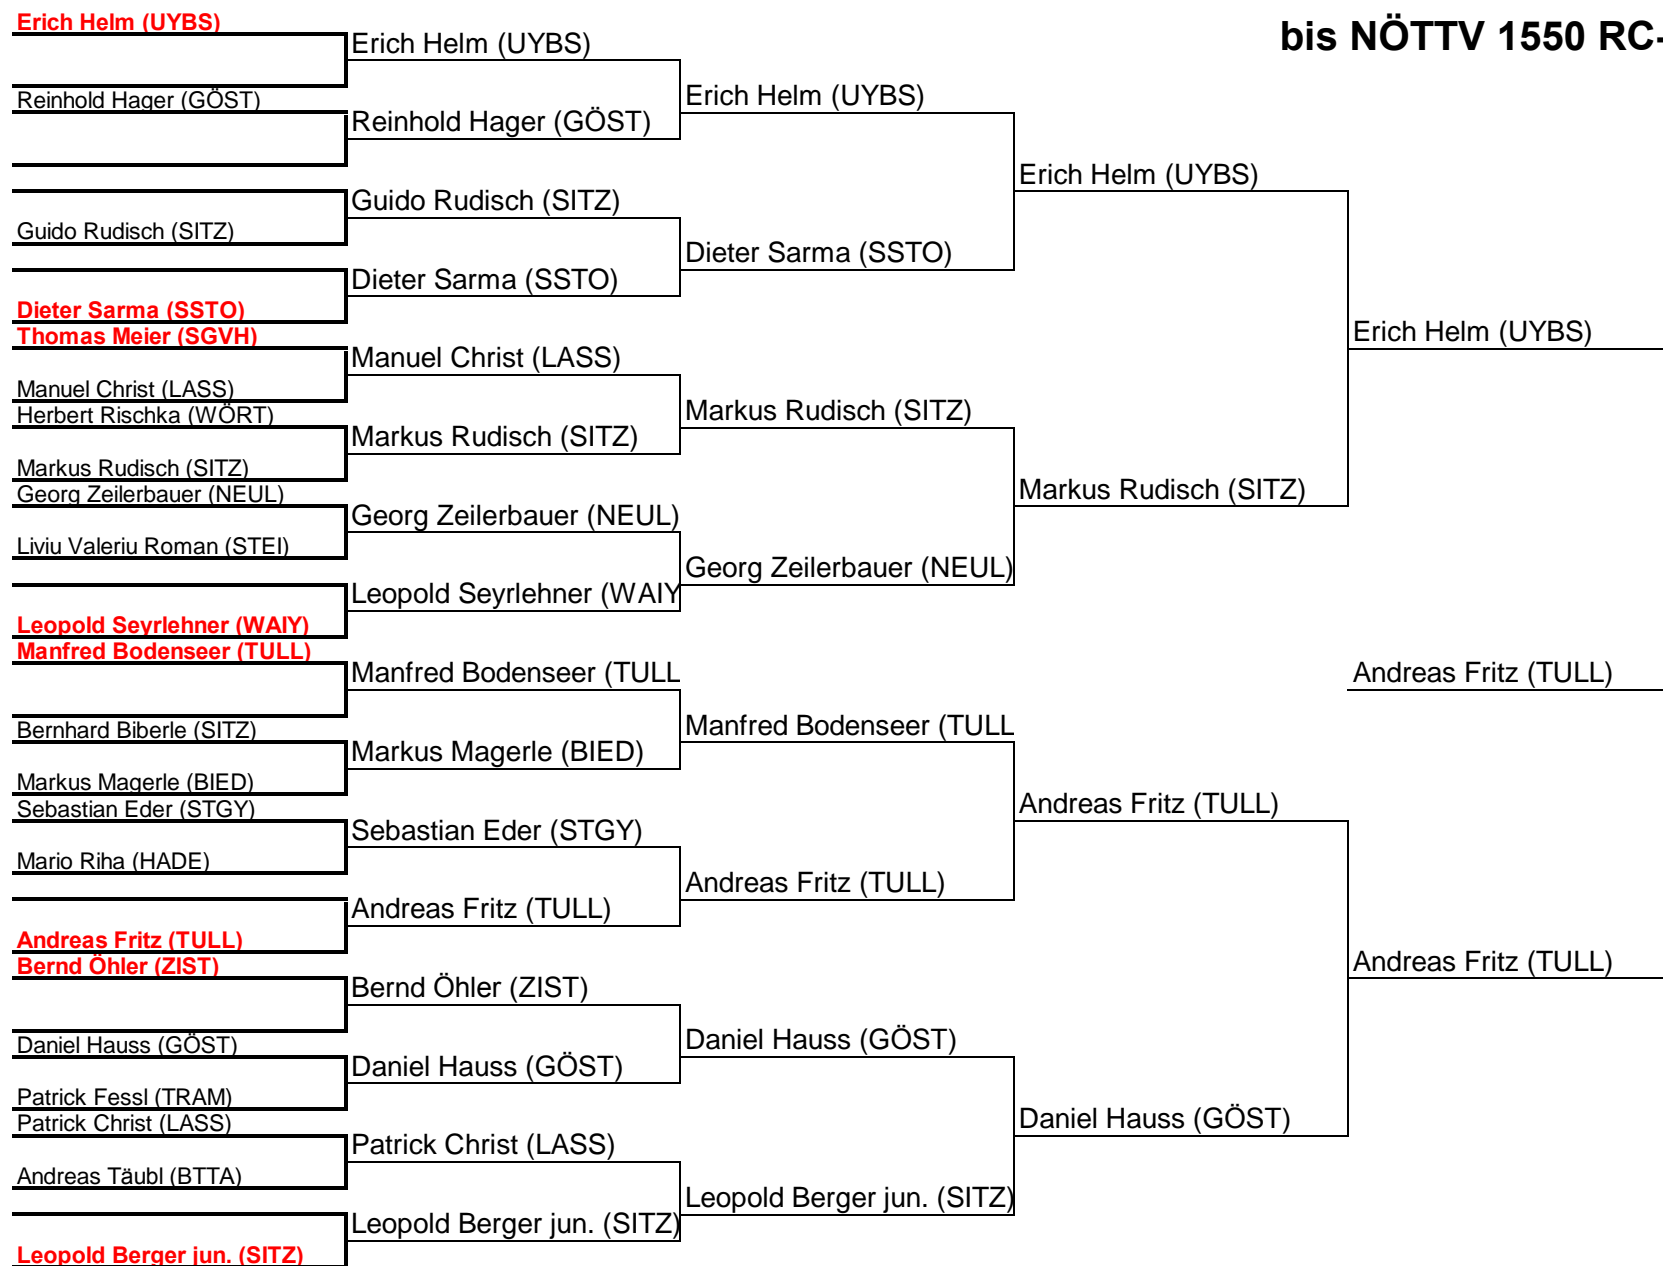 bis NÖTTV 1550 RC-
Erich Helm (UYBS)
Reinhold Hager (GÖST)
Guido Rudisch (SITZ)
Dieter Sarma (SSTO)
Thomas Meier (SGVH)
Manuel Christ (LASS)
Herbert Rischka (WÖRT)
Markus Rudisch (SITZ)
Georg Zeilerbauer (NEUL)
Liviu Valeriu Roman (STEI)
Leopold Seyrlehner (WAIY)
Manfred Bodenseer (TULL)
Bernhard Biberle (SITZ)
Markus Magerle (BIED)
Sebastian Eder (STGY)
Mario Riha (HADE)
Andreas Fritz (TULL)
Bernd Öhler (ZIST)
Daniel Hauss (GÖST)
Patrick Fessl (TRAM)
Patrick Christ (LASS)
Andreas Täubl (BTTA)
Leopold Berger jun. (SITZ)
Erich Helm (UYBS)
Reinhold Hager (GÖST)
Guido Rudisch (SITZ)
Dieter Sarma (SSTO)
Manuel Christ (LASS)
Markus Rudisch (SITZ)
Georg Zeilerbauer (NEUL)
Leopold Seyrlehner (WAIY
Manfred Bodenseer (TULL
Markus Magerle (BIED)
Sebastian Eder (STGY)
Andreas Fritz (TULL)
Bernd Öhler (ZIST)
Daniel Hauss (GÖST)
Patrick Christ (LASS)
Leopold Berger jun. (SITZ)
Erich Helm (UYBS)
Dieter Sarma (SSTO)
Markus Rudisch (SITZ)
Georg Zeilerbauer (NEUL)
Manfred Bodenseer (TULL
Andreas Fritz (TULL)
Daniel Hauss (GÖST)
Leopold Berger jun. (SITZ)
Erich Helm (UYBS)
Markus Rudisch (SITZ)
Andreas Fritz (TULL)
Daniel Hauss (GÖST)
Erich Helm (UYBS)
Andreas Fritz (TULL)
Andreas Fritz (TULL)